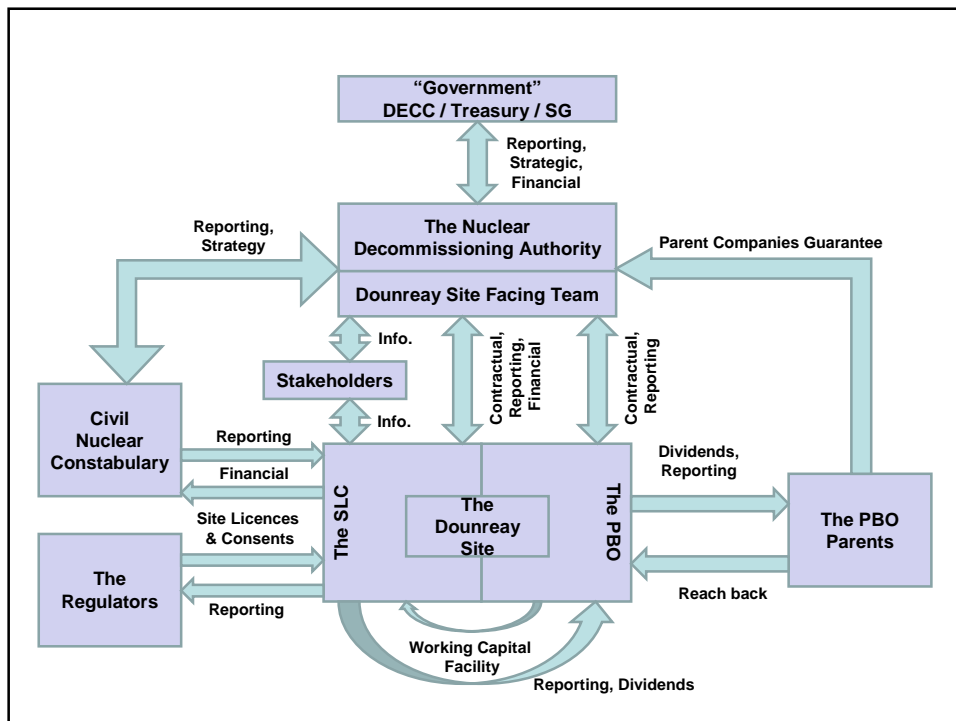 “Government”
DECC / Treasury / SG
Reporting,
Strategic,
Financial
The Nuclear
Decommissioning Authority
Dounreay Site Facing Team
Reporting,
Strategy
Parent Companies Guarantee
Info.
Stakeholders
Info.
Contractual,
Reporting,
Financial
Contractual,
Reporting
Civil
Nuclear
Constabulary
Reporting
Financial
Site Licences
& Consents
The
Regulators
Reporting
The SLC
The
Dounreay
Site
The PBO
Dividends,
Reporting
The PBO
Parents
Reach back
Working Capital
Facility
Reporting, Dividends